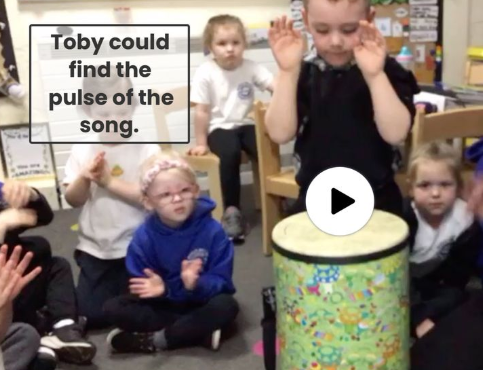 Toby could
find the
pulse of the
song.